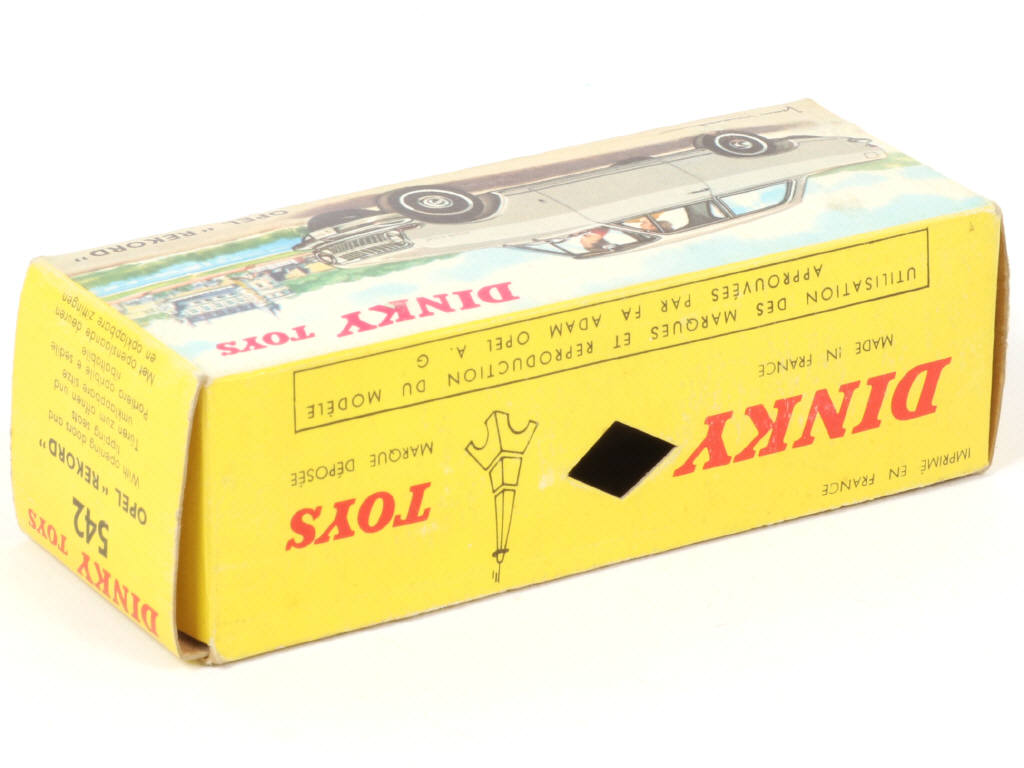 DINKY TOYS
542
OPEL "REKORD"
With opening doors and
tipping seats
Türen zum öffnen und
umklappbare sitze
Portiera apribile e sedile
ribaltabile
Met openslaande deuren
en opklapbare zittingen
OPEL "REKORD"
DINKY TOYS
IMPRIMÉ EN FRANCE
DINKY TOYS
MADE IN FRANCE
MARQUE DÉPOSÉE
UTILISATION DES MARQUES ET REPRODUCTION DU MODÈLE
APPROUVÉES PAR FA ADAM OPEL A. G